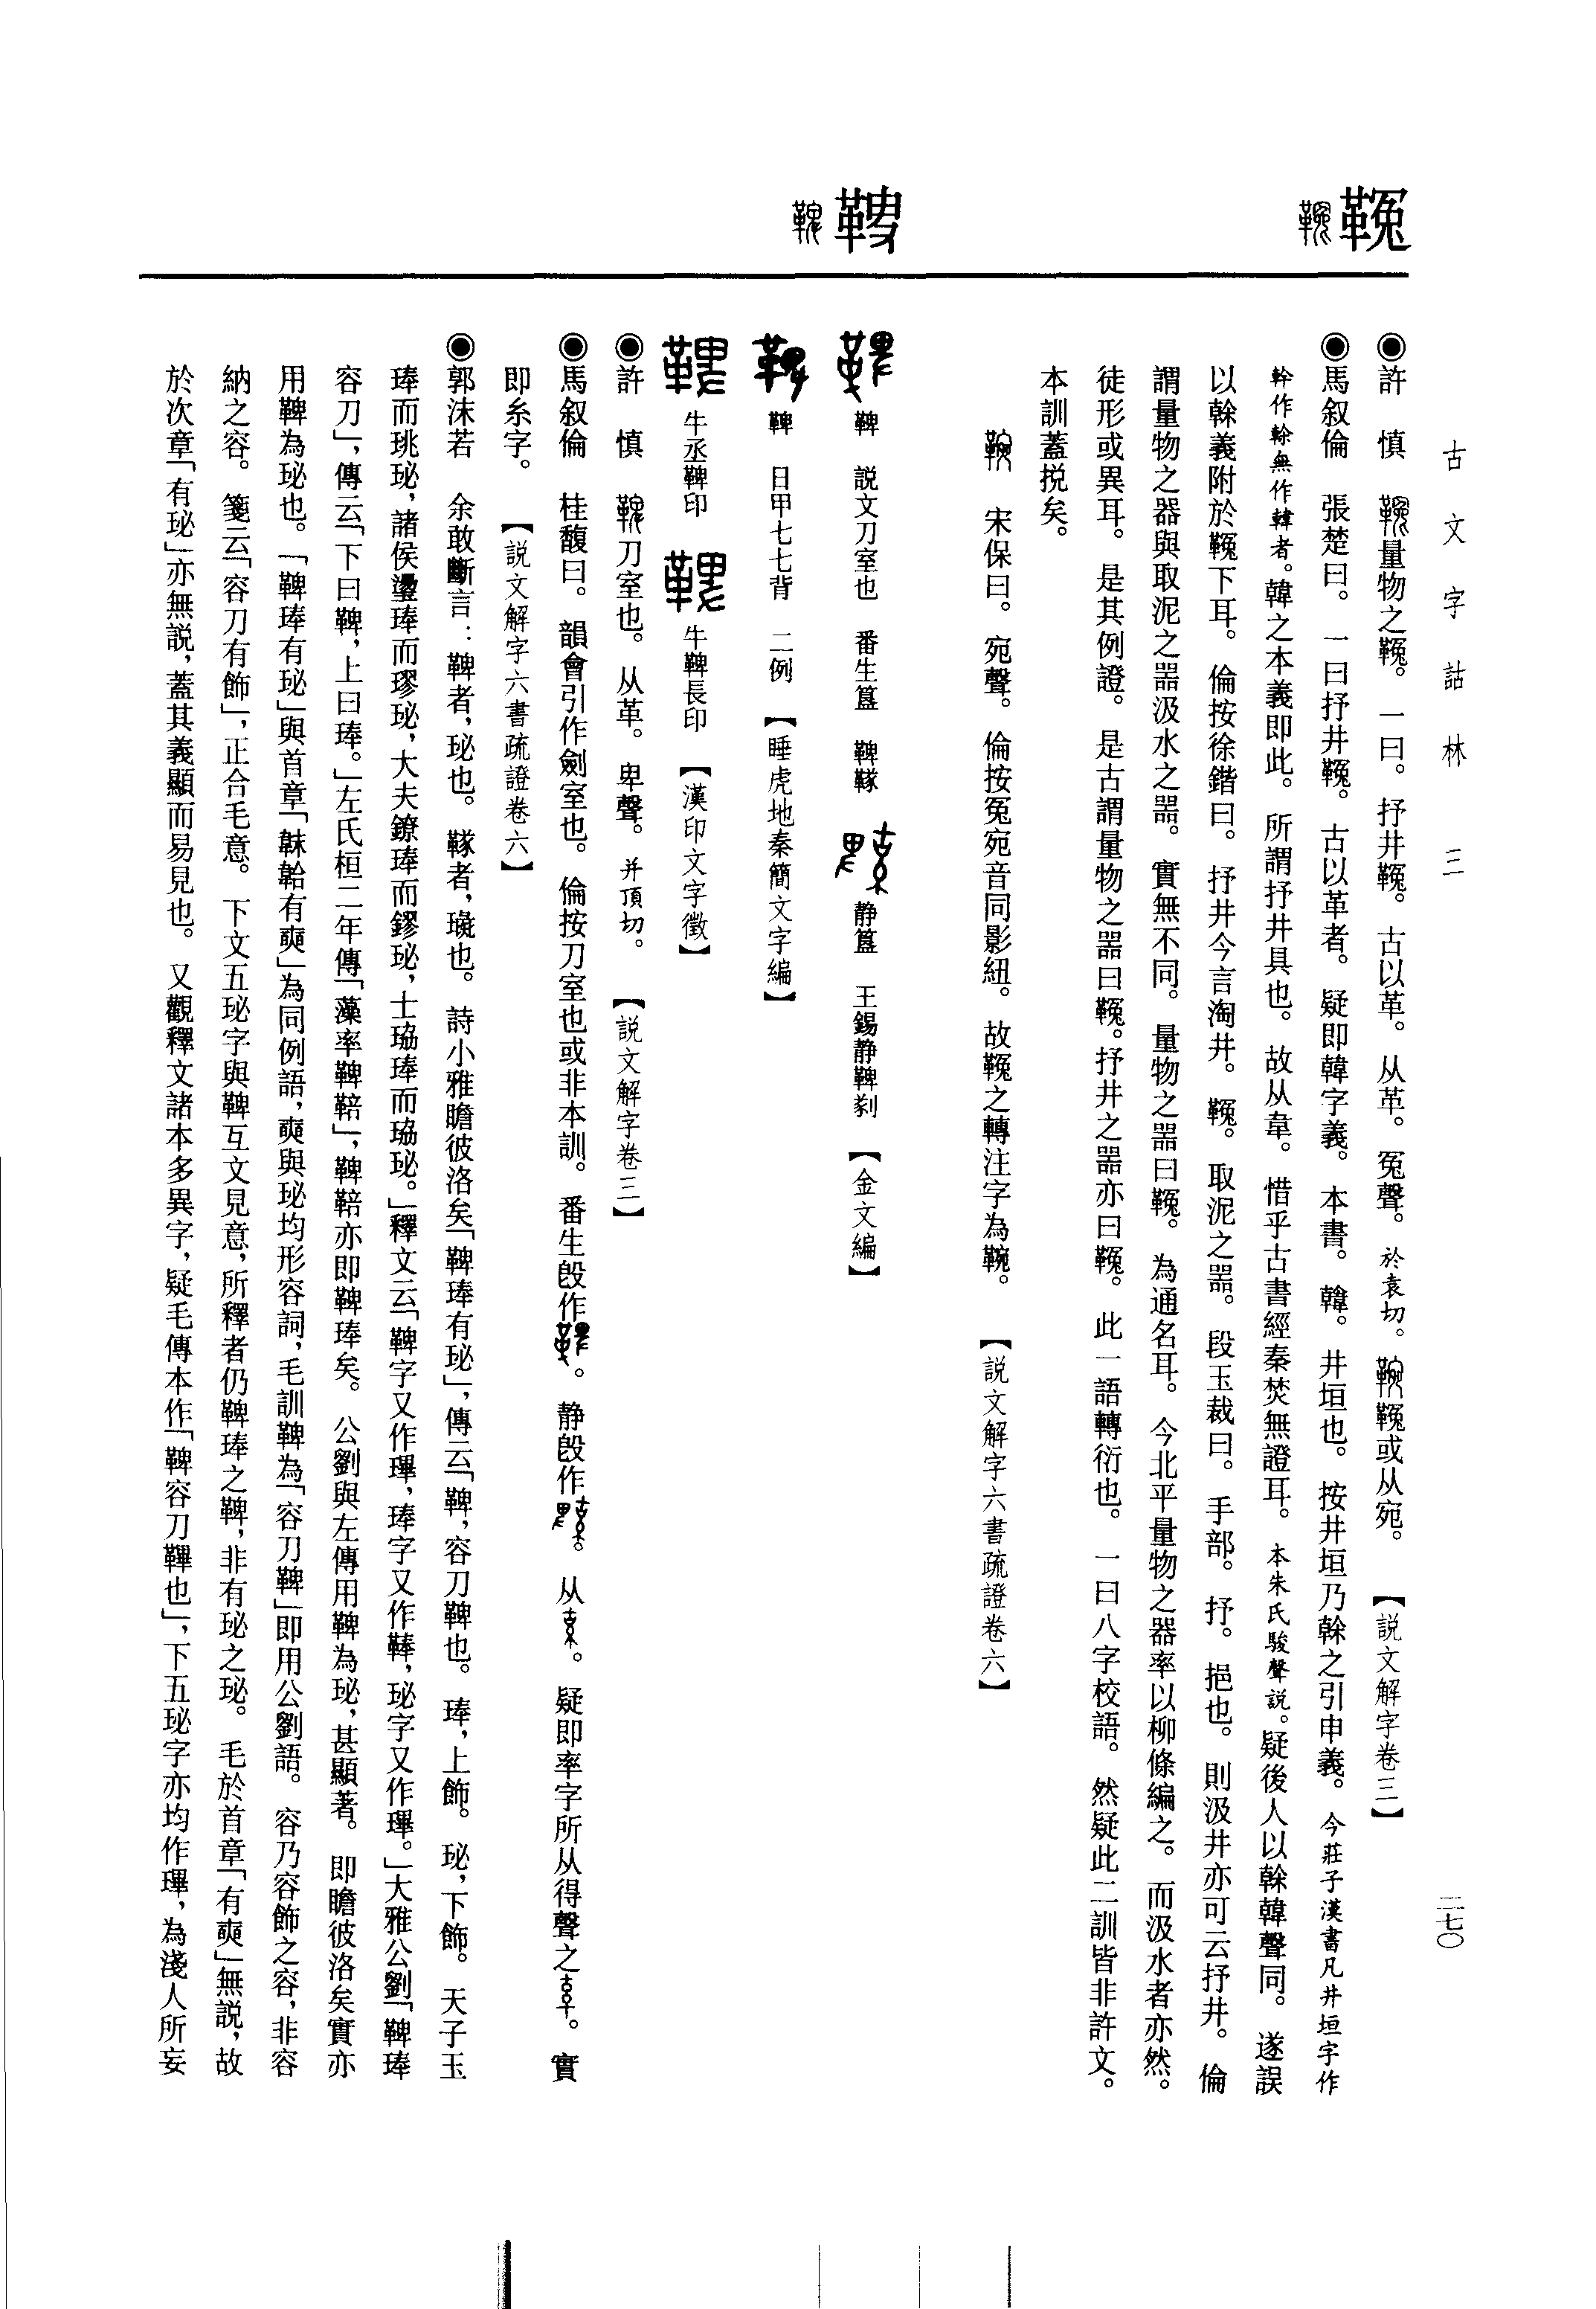 古文字詁林 三
二七〇
鞔
鞞
◉許 慎 量物之鞔。一曰。抒井鞔。古以革。从革。冤聲。於袁切。鞔或从宛。 【説文解字卷三】
◉馬叙倫 張楚曰。一曰抒井鞔。古以革者。疑即韓字義。本書。韓。井垣也。按井垣乃榦之引申義。今莊子漢書凡井垣字作
幹作榦無作韓者。韓之本義即此。所謂抒井具也。故从韋。惜乎古書經秦焚無證耳。本朱氏駿聲説。疑後人以榦韓聲同。遂誤
以榦義附於鞔下耳。倫按徐鍇曰。抒井今言淘井。鞔。取泥之器。段玉裁曰。手部。抒。挹也。則汲井亦可云抒井。倫
謂量物之器與取泥之器汲水之器。實無不同。量物之器曰鞔。為通名耳。今北平量物之器率以柳條編之。而汲水者亦然。
徒形或異耳。是其例證。是古謂量物之器曰鞔。抒井之器亦曰鞔。此一語轉衍也。一曰八字校語。然疑此二訓皆非許文。
本訓蓋挩矣。
宋保曰。宛聲。倫按冤宛音同影紐。故鞔之轉注字為䩊。 【説文解字六書疏證卷六】
鞞 説文刀室也 番生簋 鞞鞣 静簋 王錫静鞞剢 【金文編】
鞞 日甲七七背 二例 【睡虎地秦簡文字編】
牛丞鞞印 牛鞞長印 【漢印文字徵】
◉許 慎 刀室也。从革。卑聲。并頂切。 【説文解字卷三】
◉馬叙倫 桂馥曰。韻會引作劍室也。倫按刀室也或非本訓。番生𣪘作。静𣪘作。从。疑即率字所从得聲之。實
即糸字。 【説文解字六書疏證卷六】
◉郭沫若 余敢斷言：鞞者，珌也。者，璏也。詩小雅瞻彼洛矣「鞞琫有珌」，傳云「鞞，容刀鞞也。琫，上飾。珌，下飾。天子玉
琫而珧珌，諸侯璗琫而璆珌，大夫鐐琫而鏐珌，士珕琫而珕珌。」釋文云「鞞字又作琕，琫字又作鞛，珌字又作琕。」大雅公劉「鞞琫
容刀」，傳云「下曰鞞，上曰琫。」左氏桓二年傳「藻率鞞鞛」，鞞鞛亦即鞞琫矣。公劉與左傳用鞞為珌，甚顯著。即瞻彼洛矣實亦
用鞞為珌也。「鞞琫有珌」與首章「韎韐有奭」為同例語，奭與珌均形容詞，毛訓鞞為「容刀鞞」即用公劉語。容乃容飾之容，非容
納之容。箋云「容刀有飾」，正合毛意。下文五珌字與鞞互文見意，所釋者仍鞞琫之鞞，非有珌之珌。毛於首章「有奭」無説，故
於次章「有珌」亦無説，蓋其義顯而易見也。又觀釋文諸本多異字，疑毛傳本作「鞞容刀鞞也」，下五珌字亦均作琕，為淺人所妄